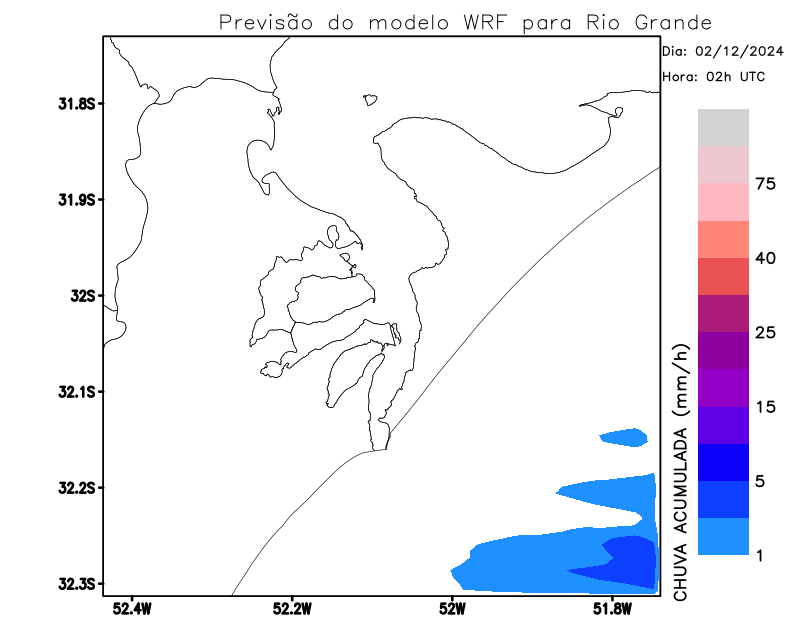 Previsão do modelo WRF para Rio Grande
Dia: 02/12/2024
Hora: 02h UTC
31.8S
31.9S
32S
32.1S
32.2S
32.3S
52.4W
52.2W
52W
51.8W
75
40
25
15
5
1
CHUVA ACUMULADA (mm/h)